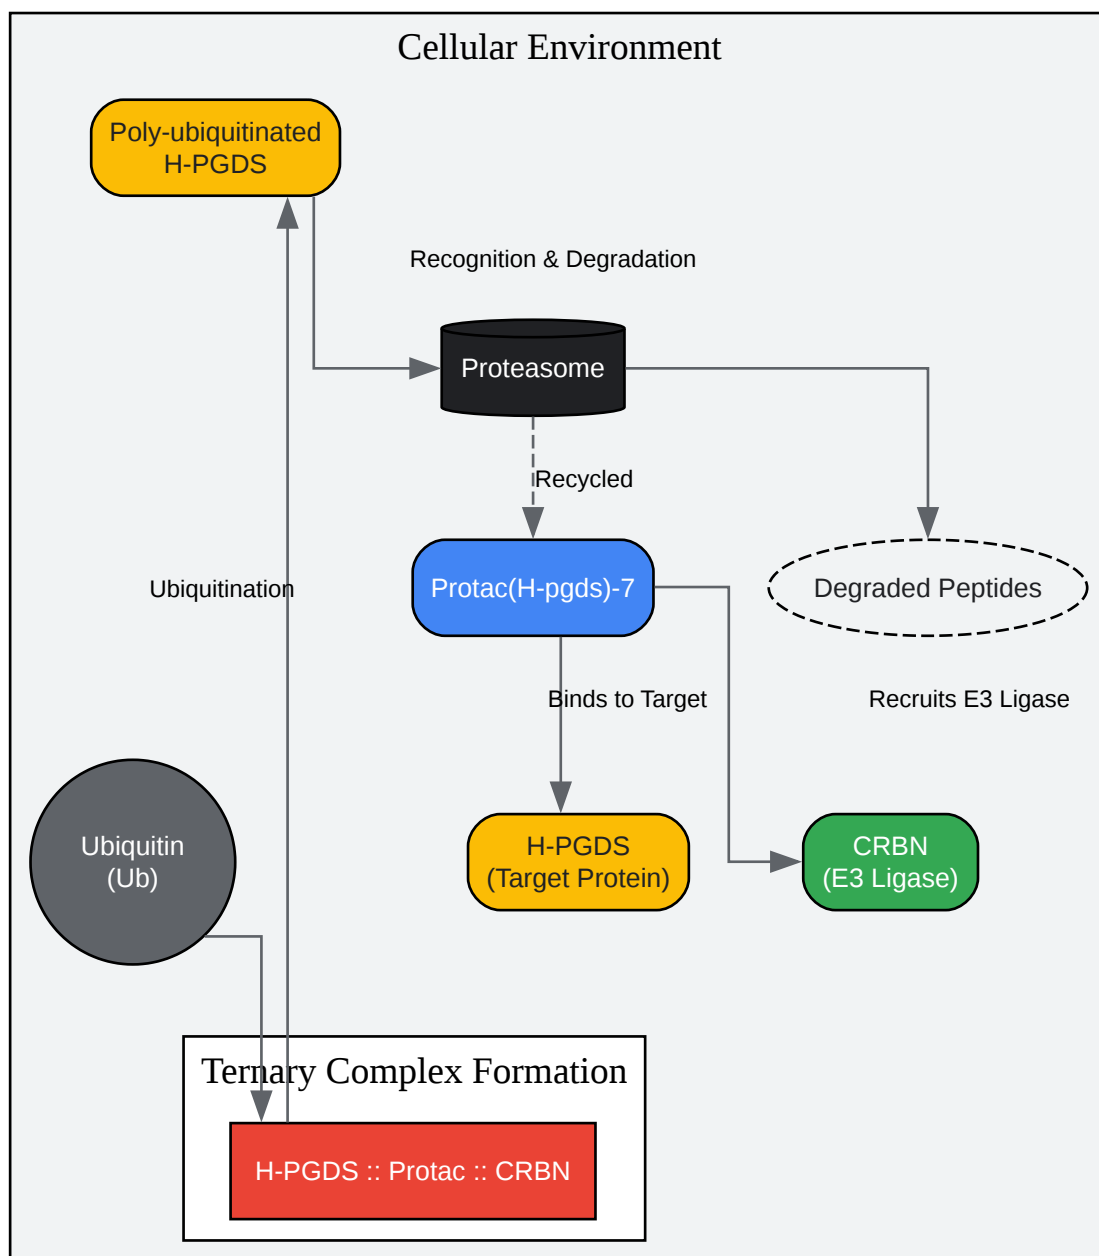 Cellular Environment
Poly-ubiquitinated
H-PGDS
Recognition & Degradation
Proteasome
Recycled
Ubiquitination
Protac(H-pgds)-7
Degraded Peptides
Binds to Target
Recruits E3 Ligase
Ubiquitin
(Ub)
H-PGDS
(Target Protein)
CRBN
(E3 Ligase)
Ternary Complex Formation
H-PGDS :: Protac :: CRBN